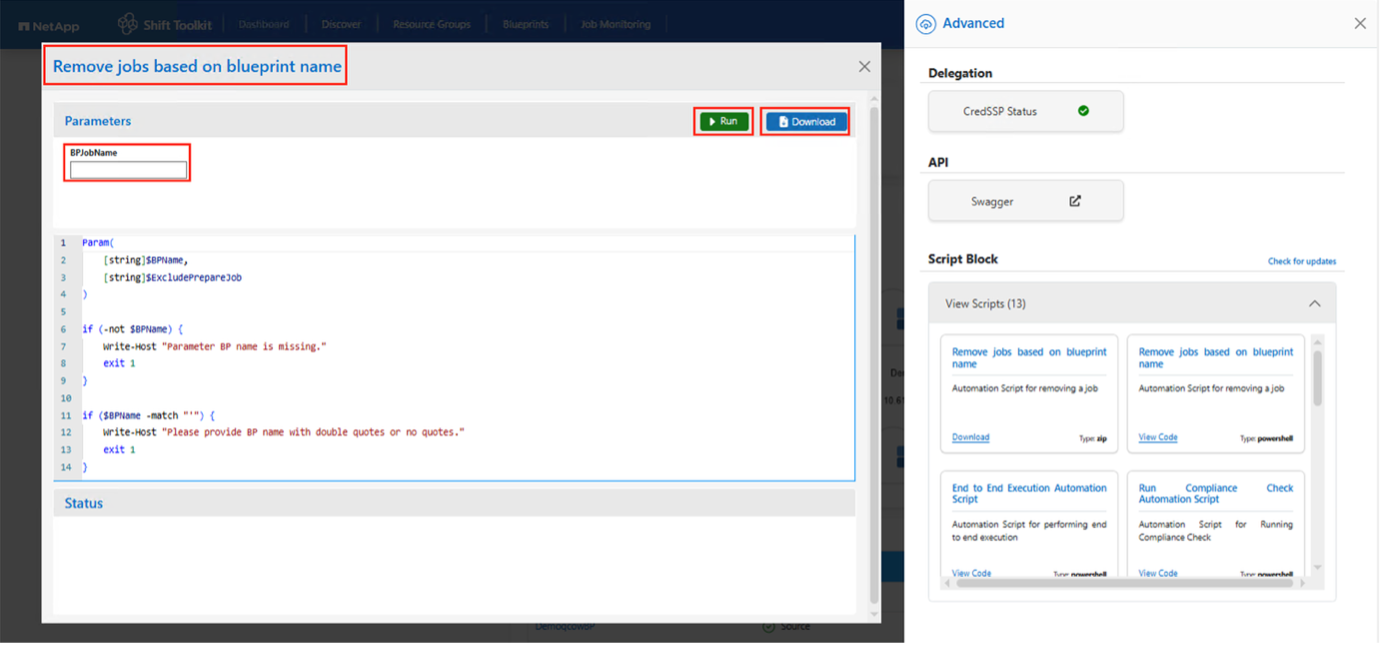 NetApp
Shift Toolkit
Dashboard
Discover
Resource Groups
Blueprints
Job Monitoring
Remove jobs based on blueprint name
Parameters
Run
Download
BPJobName
1 Param(
2 [string]$BPName,
3 [string]$ExcludePrepareJob
4 )
5
6 if (-not $BPName) {
7 Write-Host "Parameter BP name is missing."
8 exit 1
9 }
10
11 if ($BPName -match "'") {
12 Write-Host "Please provide BP name with double quotes or no quotes."
13 exit 1
14 }
Status
DemoqcowBP
Source
10.61
Advanced
Delegation
CredSSP Status
API
Swagger
Script Block
Check for updates
View Scripts (13)
Remove jobs based on blueprint
name
Automation Script for removing a job
Download
Type: zip
Remove jobs based on blueprint
name
Automation Script for removing a job
View Code
Type: powershell
End to End Execution Automation
Script
Automation Script for performing end
to end execution
View Code
Type: powershell
Run Compliance Check
Automation Script
Automation Script for Running
Compliance Check
View Code
Type: powershell